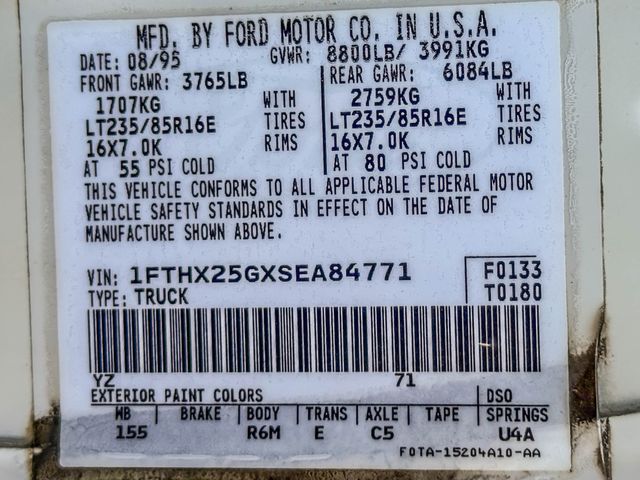 MFD. BY FORD MOTOR CO. IN U.S.A.
DATE: 08/95 GVWR: 8800LB/ 3991KG
FRONT GAWR: 3765LB REAR GAWR: 6084LB
1707KG WITH 2759KG WITH
LT235/85R16E TIRES LT235/85R16E TIRES
16X7.0K RIMS 16X7.0K RIMS
AT 55 PSI COLD AT 80 PSI COLD
THIS VEHICLE CONFORMS TO ALL APPLICABLE FEDERAL MOTOR
VEHICLE SAFETY STANDARDS IN EFFECT ON THE DATE OF
MANUFACTURE SHOWN ABOVE.
VIN: 1FTHX25GXSEA84771 F0133
TYPE: TRUCK T0180
YZ 71
EXTERIOR PAINT COLORS DSO
WB BRAKE BODY TRANS AXLE TAPE SPRINGS
155 R6M E C5 U4A
FOTA-15204A10-AA